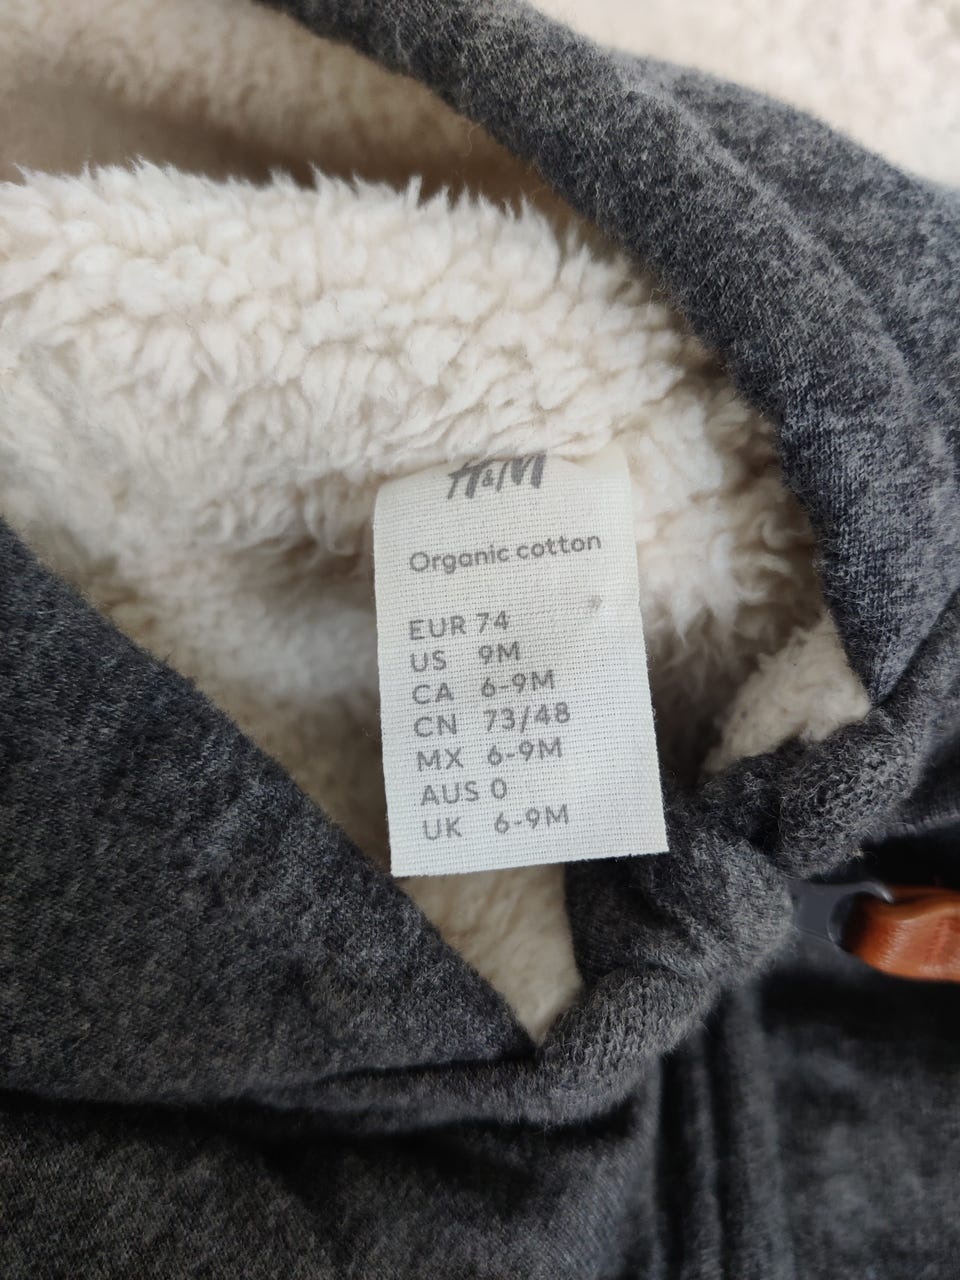 H&M
Organic cotton
EUR 74
US 9M
CA 6-9M
CN 73/48
MX 6-9M
AUS 0
UK 6-9M